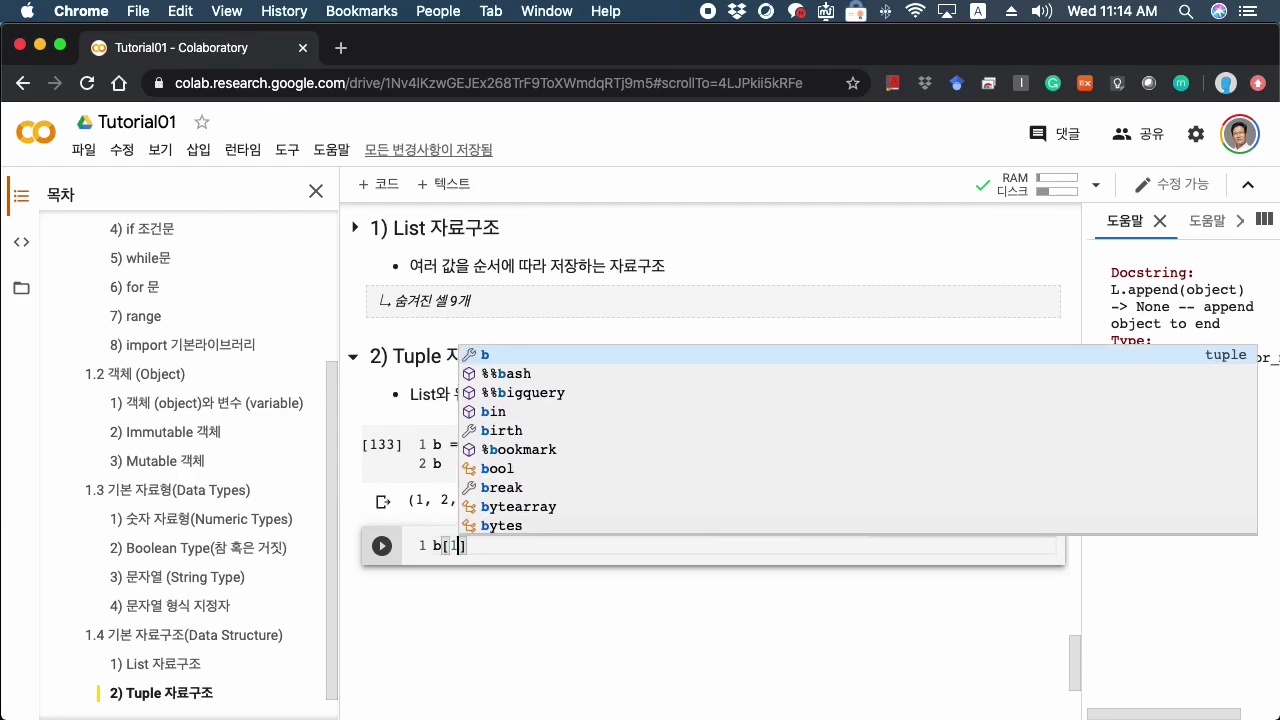 Chrome File Edit View History Bookmarks People Tab Window Help A Wed 11:14 AM
Tutorial01 - Colaboratory
colab.research.google.com/drive/1Nv4lKzwGEJEx268TrF9ToXWmdqRTj9m5#scrollTo=4LJPkii5kRFe
Tutorial01
댓글 공유
파일 수정 보기 삽입 런타임 도구 도움말 모든 변경사항이 저장됨
목차
+ 코드 + 텍스트
RAM
디스크
수정 가능
4) if 조건문
5) while문
6) for 문
7) range
8) import 기본라이브러리
1.2 객체 (Object)
1) 객체 (object)와 변수 (variable)
2) Immutable 객체
3) Mutable 객체
1.3 기본 자료형(Data Types)
1) 숫자 자료형(Numeric Types)
2) Boolean Type(참 혹은 거짓)
3) 문자열 (String Type)
4) 문자열 형식 지정자
1.4 기본 자료구조(Data Structure)
1) List 자료구조
2) Tuple 자료구조
1) List 자료구조
• 여러 값을 순서에 따라 저장하는 자료구조
숨겨진 셀 9개
2) Tuple
• List와
[133] 1 b =
2 b
(1, 2,
1 b[1]
b tuple
%%bash
%%bigquery
bin
birth
%bookmark
bool
break
bytearray
bytes
도움말 도움말
Docstring:
L.append(object)
-> None -- append
object to end
Type: